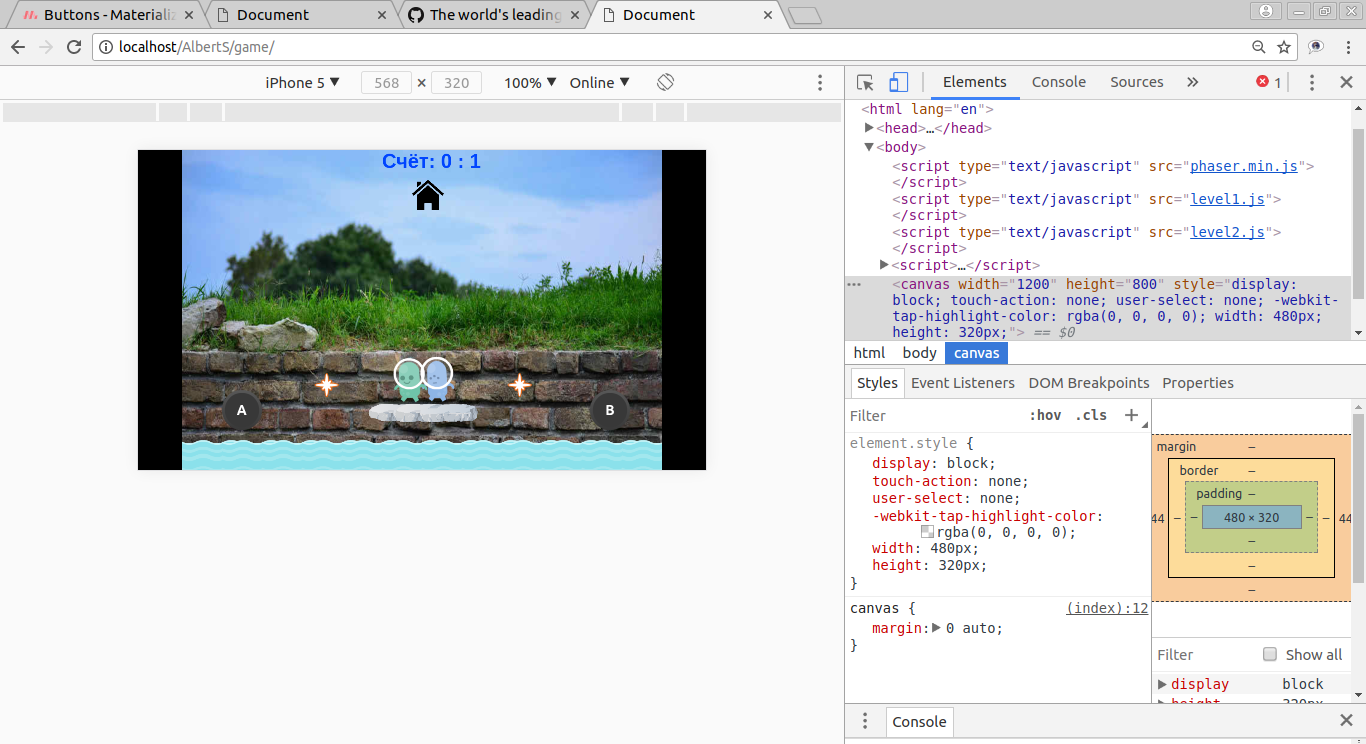 Buttons - Materializ
Document
The world's leading
Document
localhost/AlbertS/game/
iPhone 5 ▼ 568 × 320 100% ▼ Online ▼
Elements Console Sources » 1
Счёт: 0 : 1
A
B
<html lang="en">
▶<head>…</head>
▼<body>
<script type="text/javascript" src="phaser.min.js">
</script>
<script type="text/javascript" src="level1.js">
</script>
<script type="text/javascript" src="level2.js">
</script>
▶<script>…</script>
<canvas width="1200" height="800" style="display:
block; touch-action: none; user-select: none; -webkit-
tap-highlight-color: rgba(0, 0, 0, 0); width: 480px;
height: 320px;"> == $0
html body canvas
Styles Event Listeners DOM Breakpoints Properties
Filter :hov .cls +
element.style {
display: block;
touch-action: none;
user-select: none;
-webkit-tap-highlight-color:
rgba(0, 0, 0, 0);
width: 480px;
height: 320px;
}
canvas { (index):12
margin:▶ 0 auto;
}
margin –
border –
padding –
44 – – 480 × 320 – – 44
–
–
–
Filter Show all
▶ display block
▶ height 320px
Console